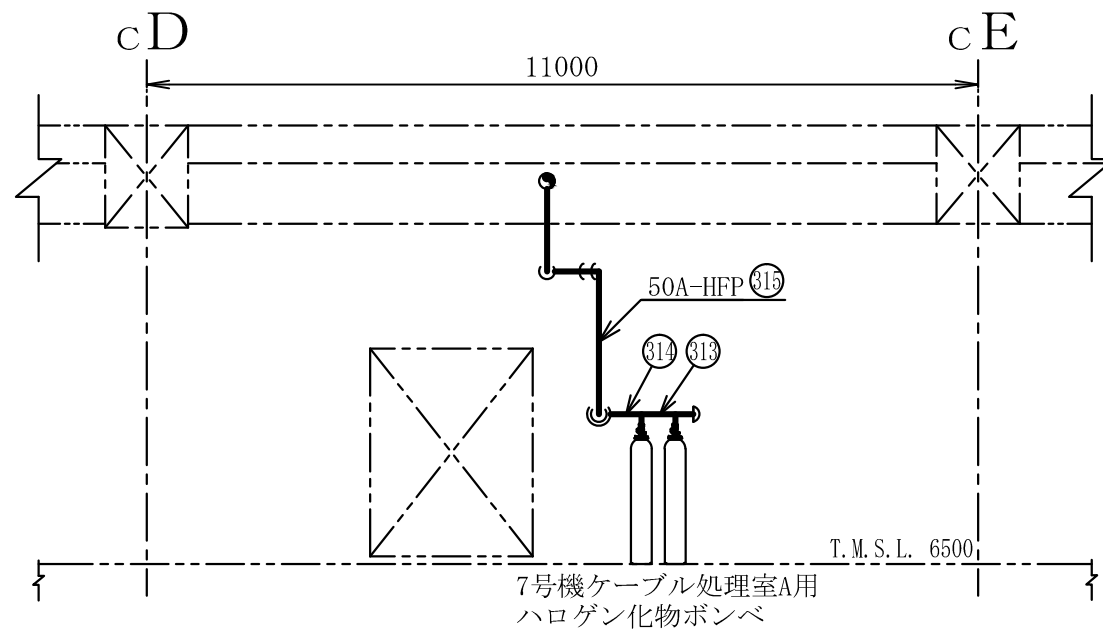 cD
cE
11000
50A-HFP 315
314
313
T.M.S.L. 6500
7号機ケーブル処理室A用
ハロゲン化物ボンベ